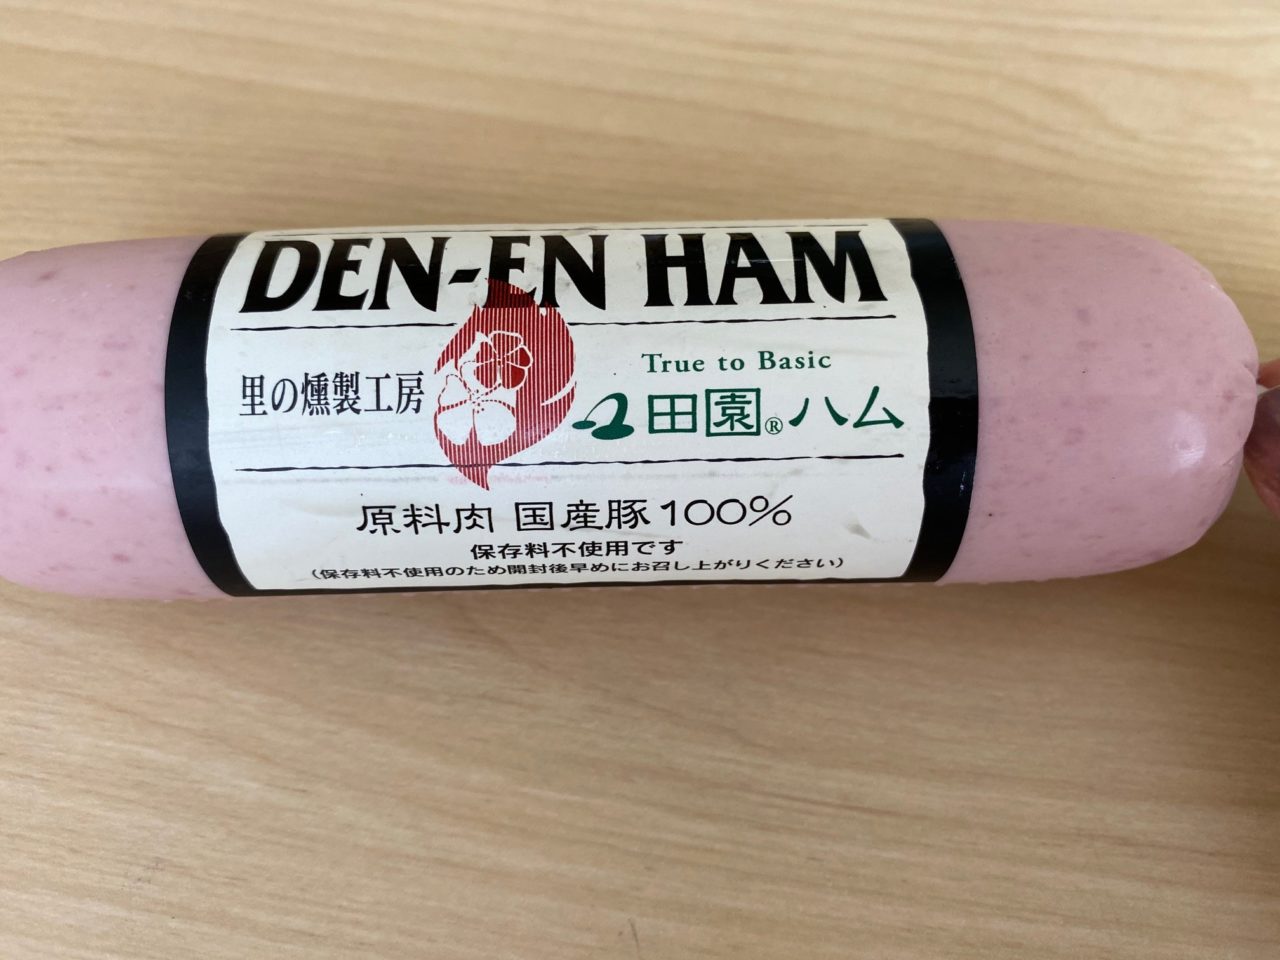 DEN-EN HAM
里の燻製工房
True to Basic
田園®ハム
原料肉 国産豚100%
保存料不使用です
(保存料不使用のため開封後早めにお召し上がりください)